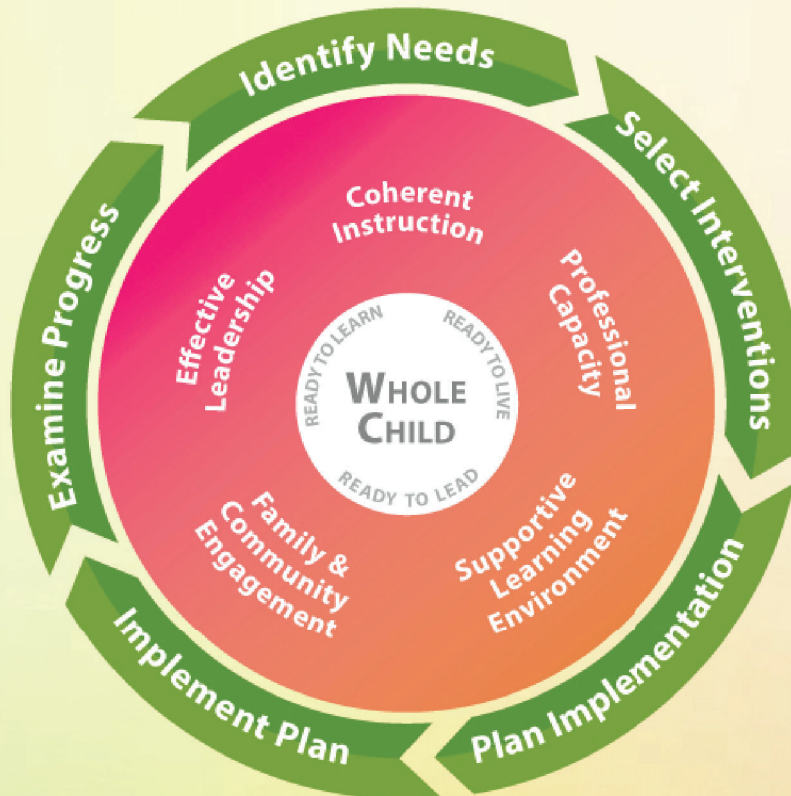 Identify Needs
Select Interventions
Plan Implementation
Implement Plan
Examine Progress
Coherent
Instruction
Professional
Capacity
Supportive
Learning
Environment
Family &
Community
Engagement
Effective
Leadership
READY TO LEARN
READY TO LIVE
WHOLE
CHILD
READY TO LEAD